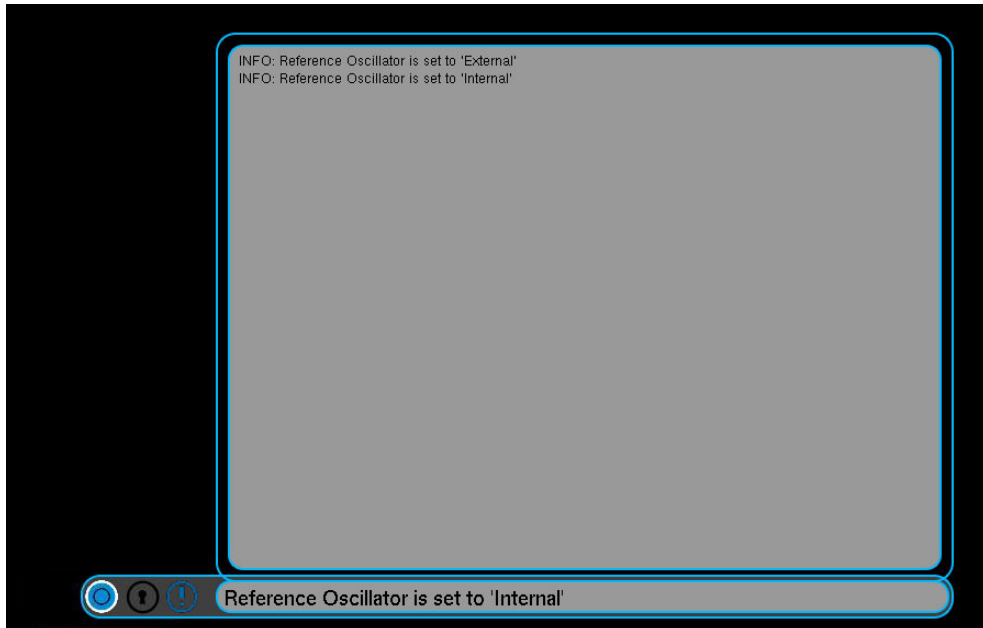 INFO: Reference Oscillator is set to 'External'
INFO: Reference Oscillator is set to 'Internal'
Reference Oscillator is set to 'Internal'